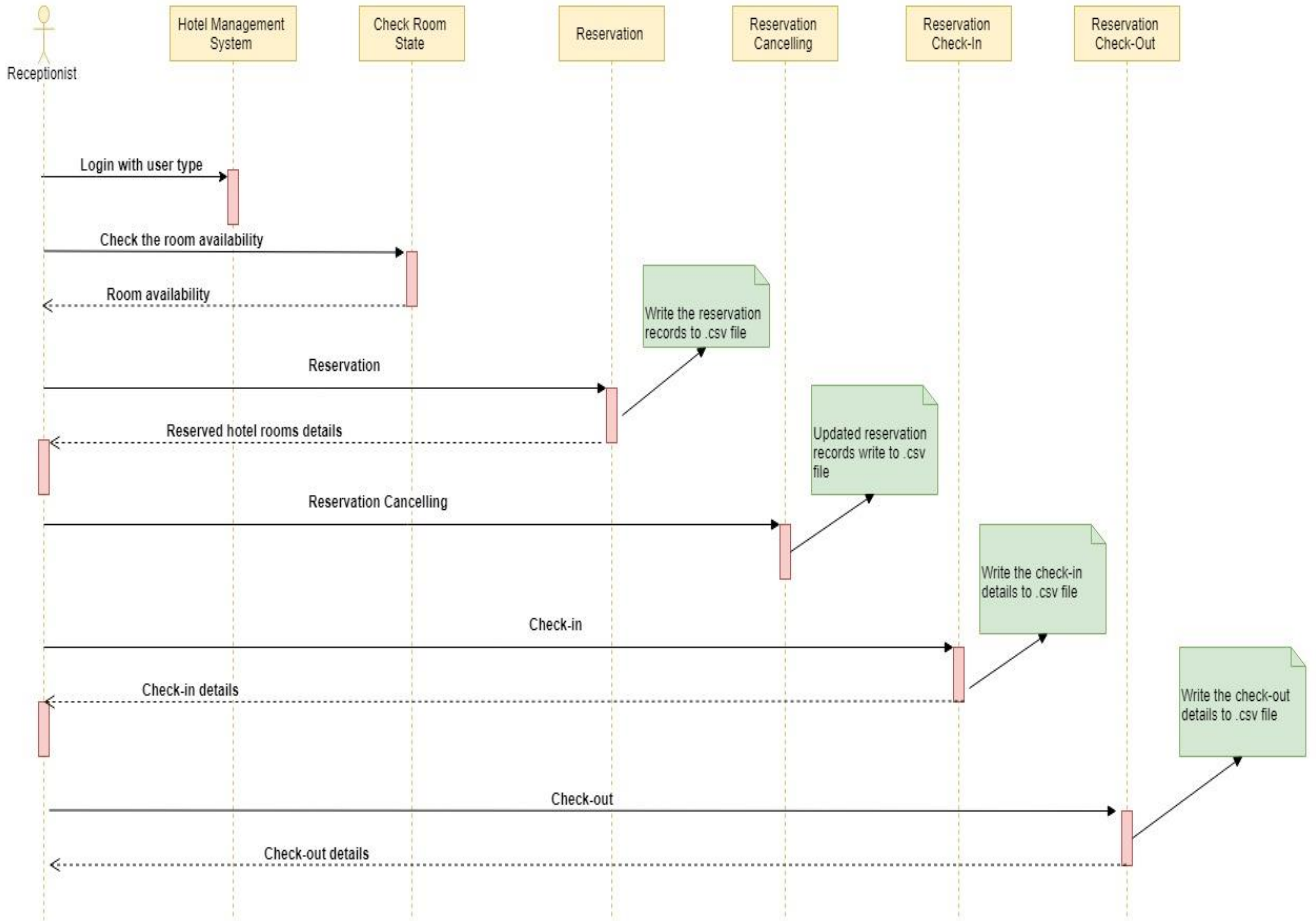 Receptionist
Hotel Management
System
Check Room
State
Reservation
Reservation
Cancelling
Reservation
Check-In
Reservation
Check-Out
Login with user type
Check the room availability
Room availability
Write the reservation
records to .csv file
Reservation
Reserved hotel rooms details
Updated reservation
records write to .csv
file
Reservation Cancelling
Write the check-in
details to .csv file
Check-in
Check-in details
Write the check-out
details to .csv file
Check-out
Check-out details